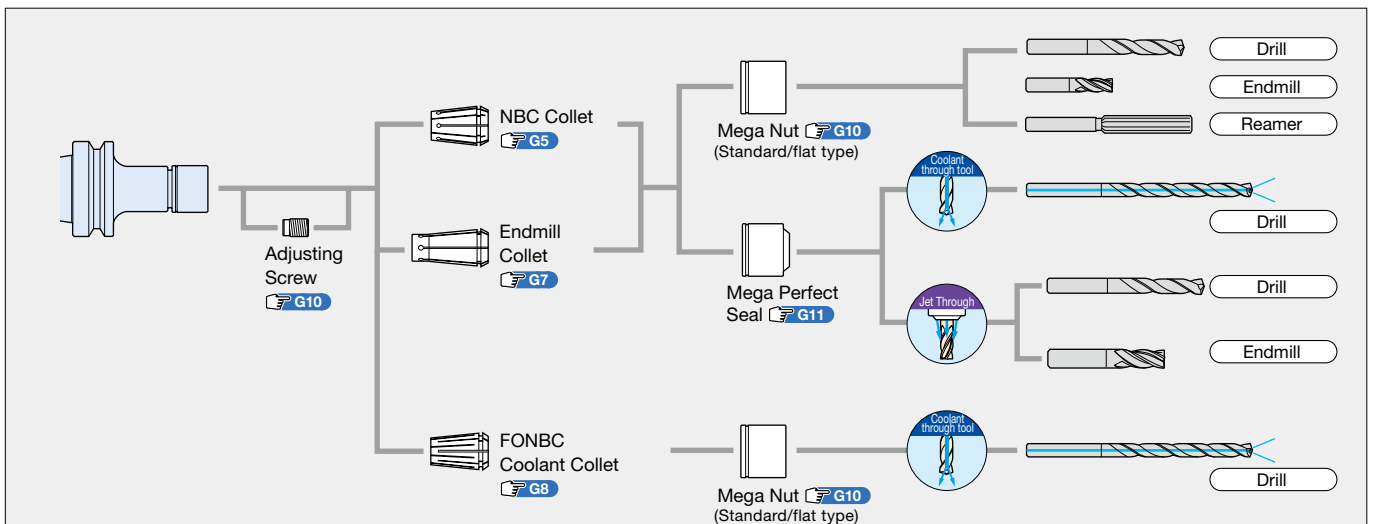 Drill
Endmill
Reamer
NBC Collet
G5
Mega Nut G10
(Standard/flat type)
Coolant
through tool
Drill
Adjusting
Screw
G10
Endmill
Collet
G7
Mega Perfect
Seal G11
Jet Through
Drill
Endmill
FONBC
Coolant Collet
G8
Mega Nut G10
(Standard/flat type)
Coolant
through tool
Drill